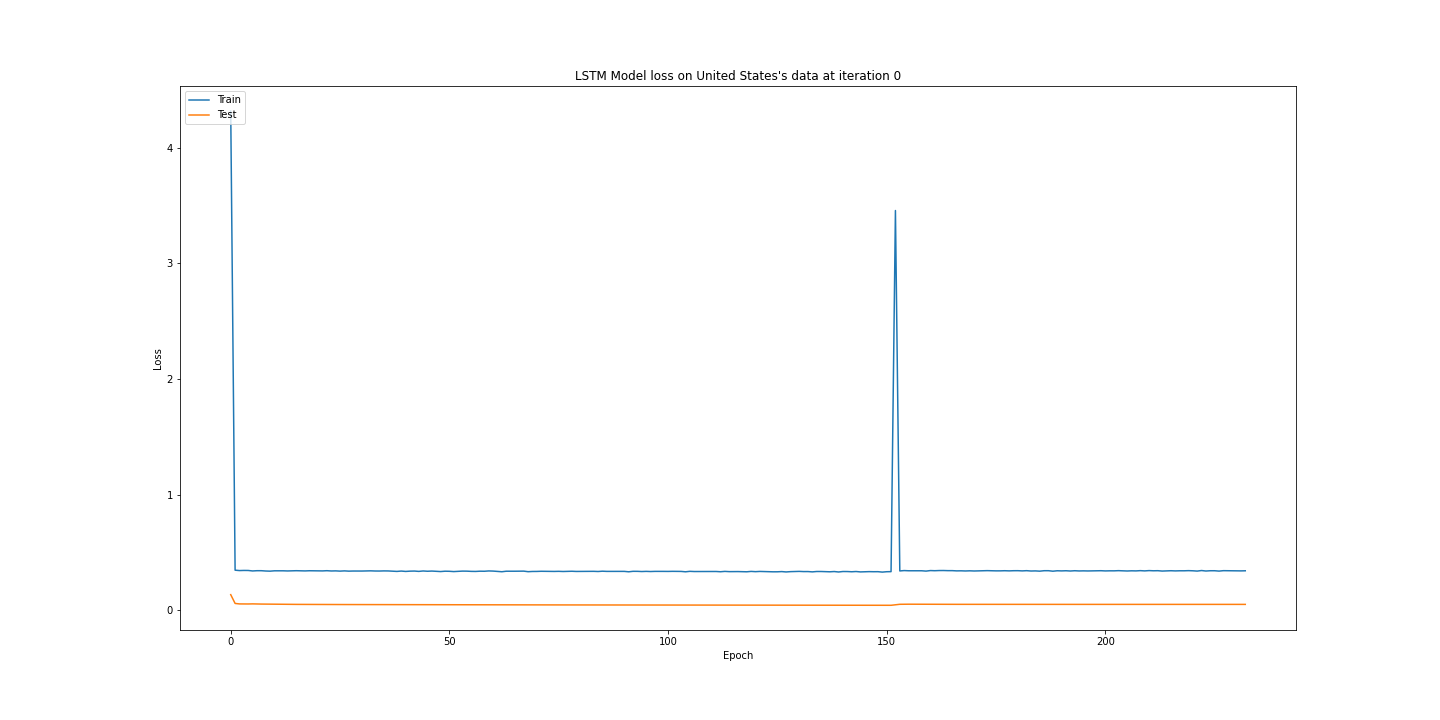 LSTM Model loss on United States's data at iteration 0
Train
Test
4
3
2
1
0
Loss
0 50 100 150 200
Epoch